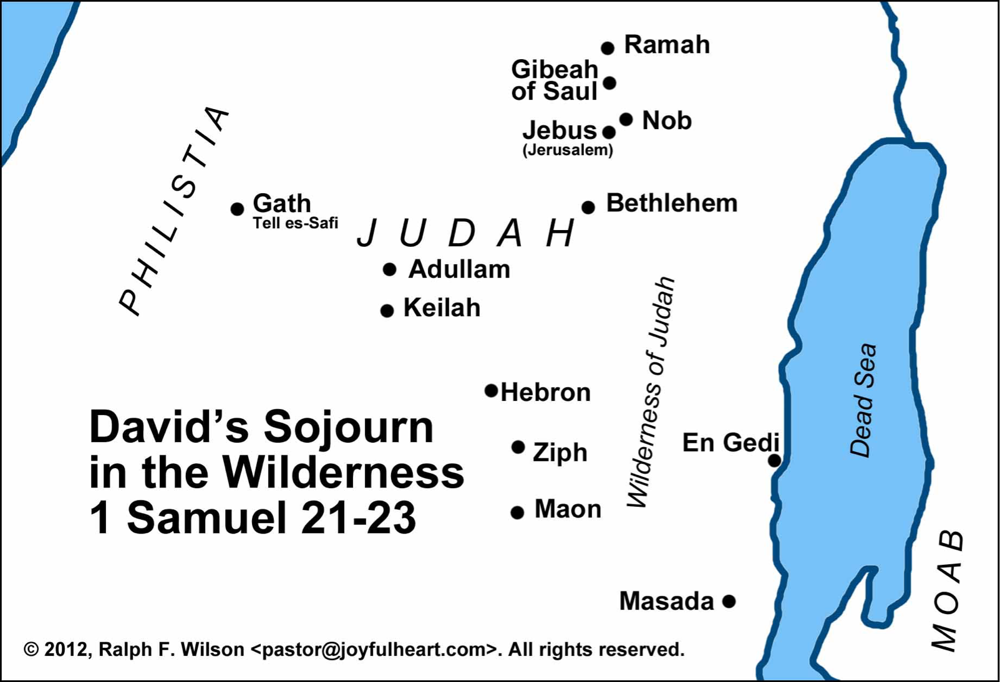 Ramah
Gibeah
of Saul
Nob
Jebus
(Jerusalem)
PHILISTIA
Gath
Tell es-Safi
Bethlehem
JUDAH
Adullam
Keilah
Wilderness of Judah
Dead Sea
Hebron
David's Sojourn
in the Wilderness
1 Samuel 21-23
Ziph
En Gedi
Maon
MOAB
Masada
© 2012, Ralph F. Wilson <pastor@joyfulheart.com>. All rights reserved.